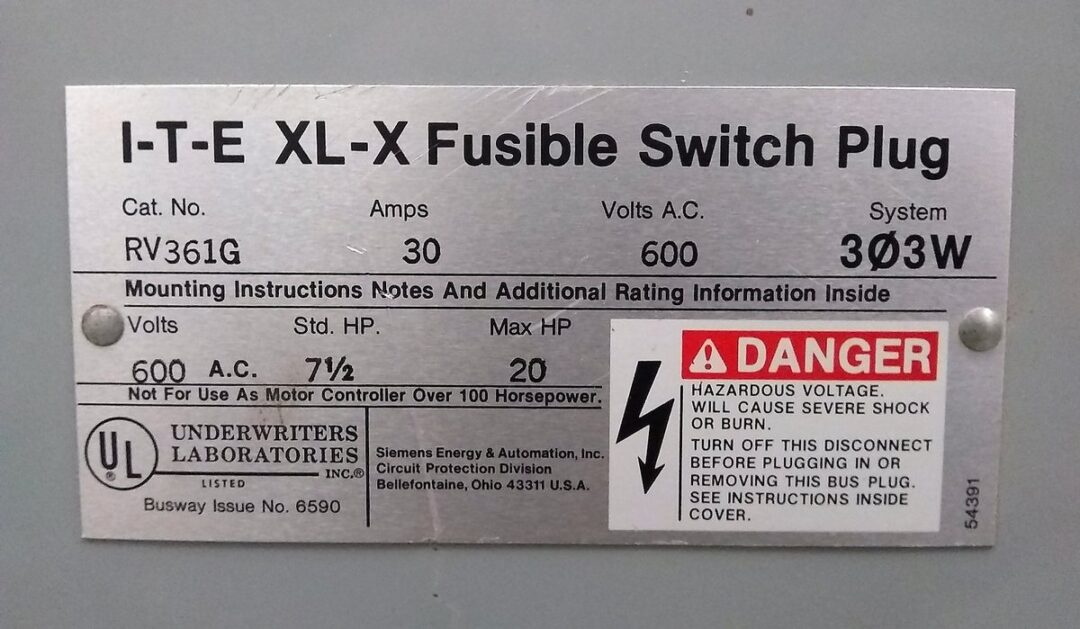 I-T-E XL-X Fusible Switch Plug
Cat. No. Amps Volts A.C. System
RV361G 30 600 3Ø3W
Mounting Instructions Notes And Additional Rating Information Inside
Volts Std. HP. Max HP
600 A.C. 7½ 20
Not For Use As Motor Controller Over 100 Horsepower.
UL
®
UNDERWRITERS
LABORATORIES
INC.®
LISTED
Busway Issue No. 6590
Siemens Energy & Automation, Inc.
Circuit Protection Division
Bellefontaine, Ohio 43311 U.S.A.
DANGER
HAZARDOUS VOLTAGE.
WILL CAUSE SEVERE SHOCK
OR BURN.
TURN OFF THIS DISCONNECT
BEFORE PLUGGING IN OR
REMOVING THIS BUS PLUG.
SEE INSTRUCTIONS INSIDE
COVER.
54391